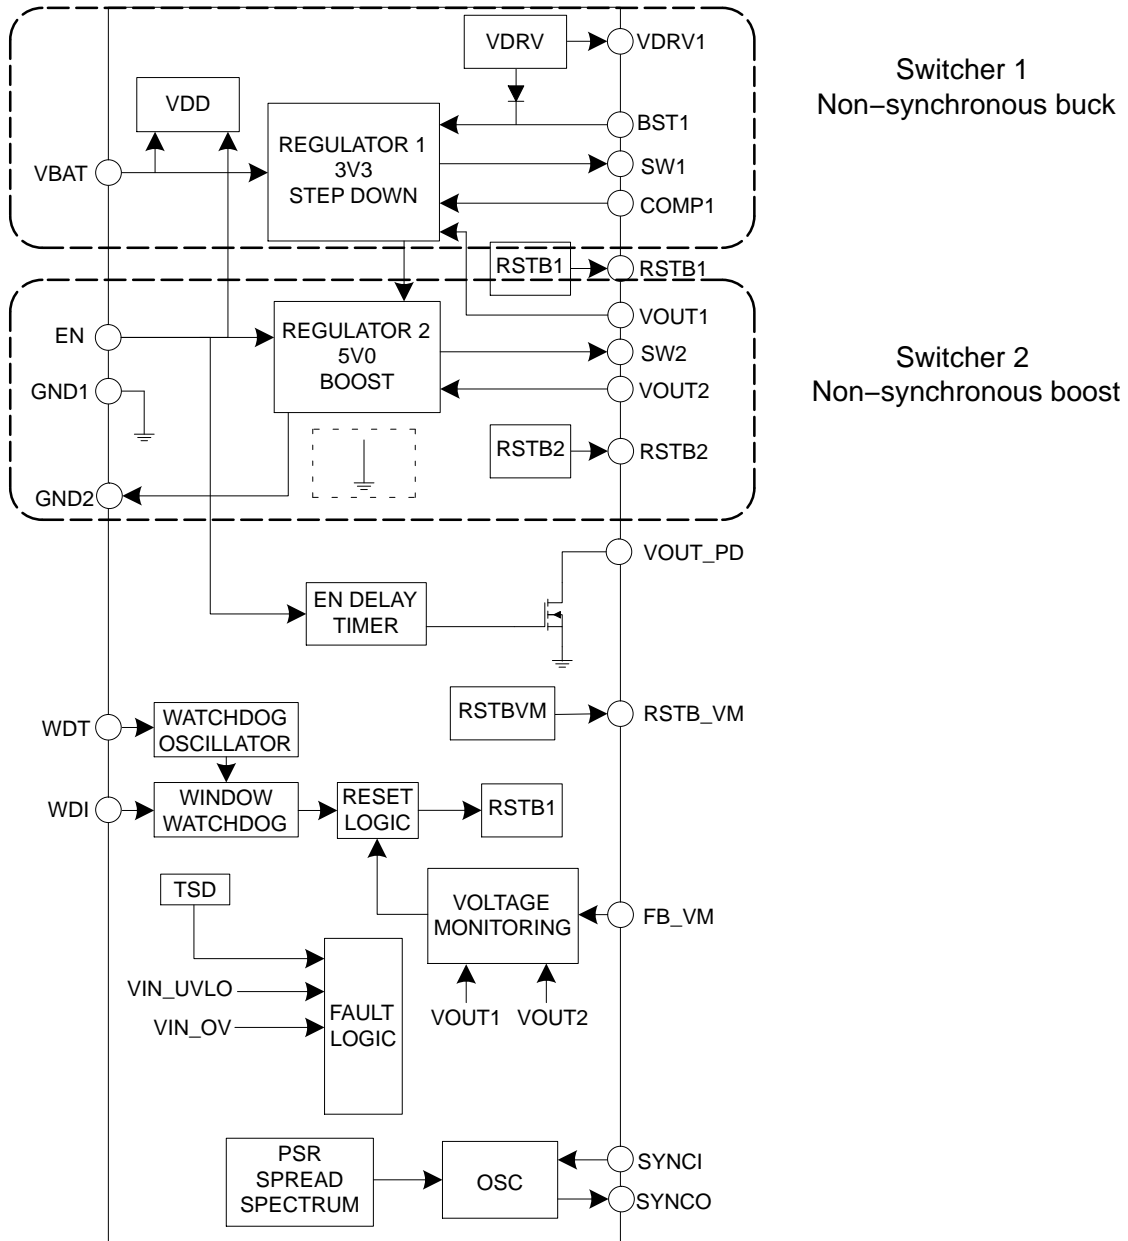 VDRV
VDRV1
Switcher 1
Non–synchronous buck
VDD
BST1
REGULATOR 1
3V3
STEP DOWN
VBAT
SW1
COMP1
RSTB1
RSTB1
EN
REGULATOR 2
5V0
BOOST
VOUT1
SW2
Switcher 2
Non–synchronous boost
GND1
VOUT2
RSTB2
RSTB2
GND2
VOUT_PD
EN DELAY
TIMER
WDT
WATCHDOG
OSCILLATOR
RSTBVM
RSTB_VM
WDI
WINDOW
WATCHDOG
RESET
LOGIC
RSTB1
TSD
VOLTAGE
MONITORING
FB_VM
VIN_UVLO
VIN_OV
FAULT
LOGIC
VOUT1
VOUT2
PSR
SPREAD
SPECTRUM
OSC
SYNCI
SYNCO